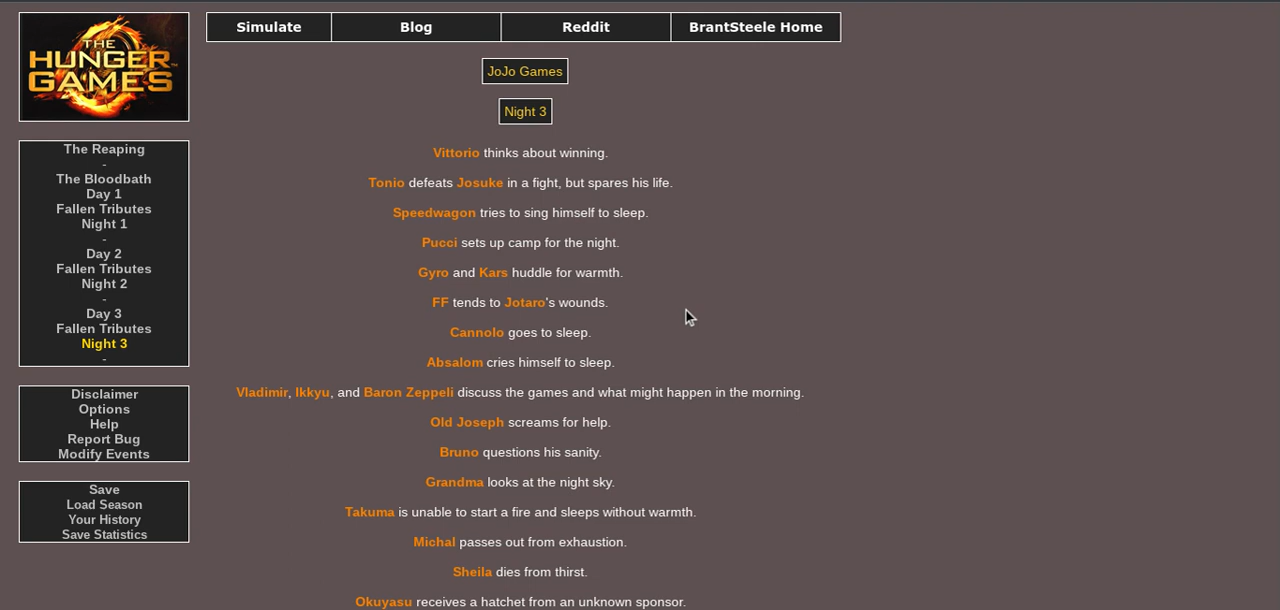 THE
HUNGER
GAMES
Simulate
Blog
Reddit
BrantSteele Home
JoJo Games
Night 3
The Reaping
-
The Bloodbath
Day 1
Fallen Tributes
Night 1
-
Day 2
Fallen Tributes
Night 2
-
Day 3
Fallen Tributes
Night 3
-
Disclaimer
Options
Help
Report Bug
Modify Events
Save
Load Season
Your History
Save Statistics
Vittorio thinks about winning.
Tonio defeats Josuke in a fight, but spares his life.
Speedwagon tries to sing himself to sleep.
Pucci sets up camp for the night.
Gyro and Kars huddle for warmth.
FF tends to Jotaro's wounds.
Cannolo goes to sleep.
Absalom cries himself to sleep.
Vladimir, Ikkyu, and Baron Zeppeli discuss the games and what might happen in the morning.
Old Joseph screams for help.
Bruno questions his sanity.
Grandma looks at the night sky.
Takuma is unable to start a fire and sleeps without warmth.
Michal passes out from exhaustion.
Sheila dies from thirst.
Okuyasu receives a hatchet from an unknown sponsor.